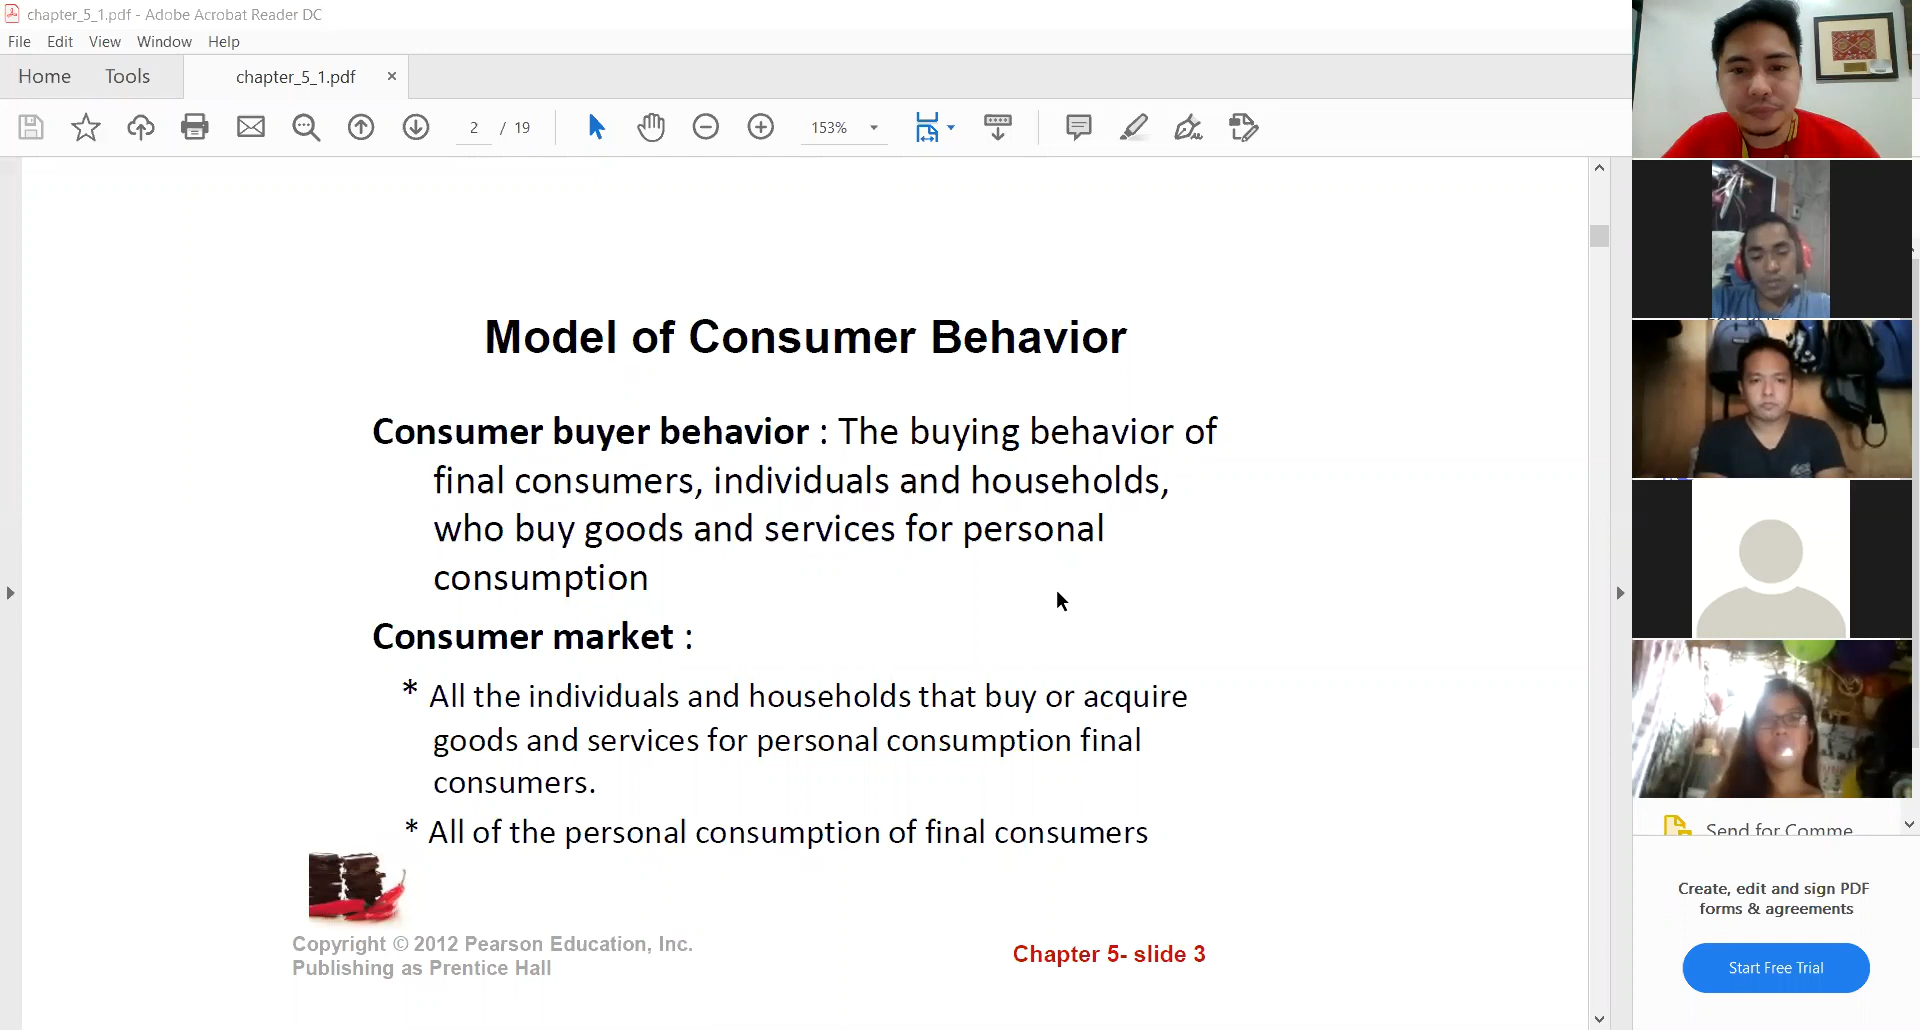 chapter_5_1.pdf - Adobe Acrobat Reader DC
File Edit View Window Help
Home Tools chapter_5_1.pdf ×
2 / 19 153%
Model of Consumer Behavior
Consumer buyer behavior : The buying behavior of
final consumers, individuals and households,
who buy goods and services for personal
consumption
Consumer market :
* All the individuals and households that buy or acquire
goods and services for personal consumption final
consumers.
* All of the personal consumption of final consumers
Copyright © 2012 Pearson Education, Inc.
Publishing as Prentice Hall
Chapter 5- slide 3
Send for Comme
Create, edit and sign PDF
forms & agreements
Start Free Trial